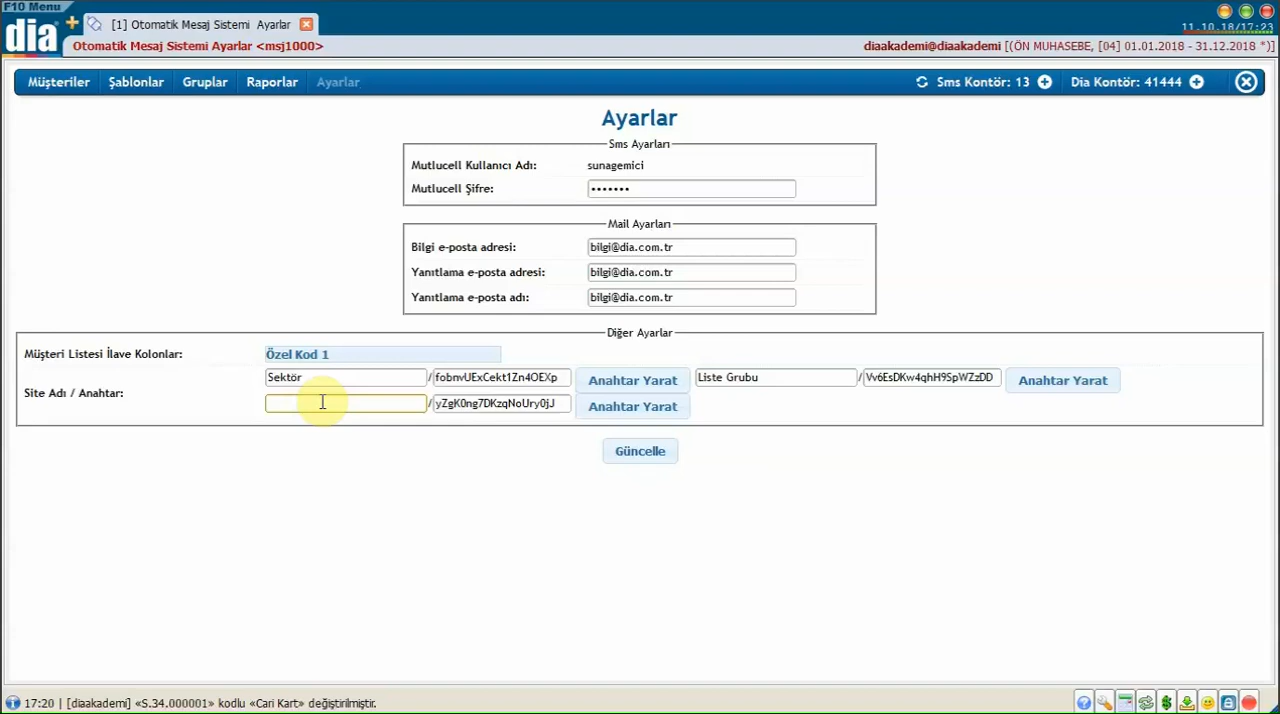 F10 Menu
dia
[1] Otomatik Mesaj Sistemi Ayarlar
11.10.18/17:23
Otomatik Mesaj Sistemi Ayarlar <msj1000>
diaakademi@diaakademi [(ÖN MUHASEBE, [04] 01.01.2018 - 31.12.2018 *)]
Müşteriler Şablonlar Gruplar Raporlar Ayarlar Sms Kontör: 13 Dia Kontör: 41444
Ayarlar
Sms Ayarları
Mutlucell Kullanıcı Adı: sunagemici
Mutlucell Şifre: •••••••
Mail Ayarları
Bilgi e-posta adresi: bilgi@dia.com.tr
Yanıtlama e-posta adresi: bilgi@dia.com.tr
Yanıtlama e-posta adı: bilgi@dia.com.tr
Diğer Ayarlar
Müşteri Listesi İlave Kolonlar: Özel Kod 1
Site Adı / Anahtar:
Sektör / fobnvUExCekt1Zn4OEXp Anahtar Yarat Liste Grubu / Vv6EsDKw4qhH9SpWZzDD Anahtar Yarat
/ yZgK0ng7DKzqNoUry0jJ Anahtar Yarat
Güncelle
17:20 | [diaakademi] «S.34.000001» kodlu «Cari Kart» değiştirilmiştir.